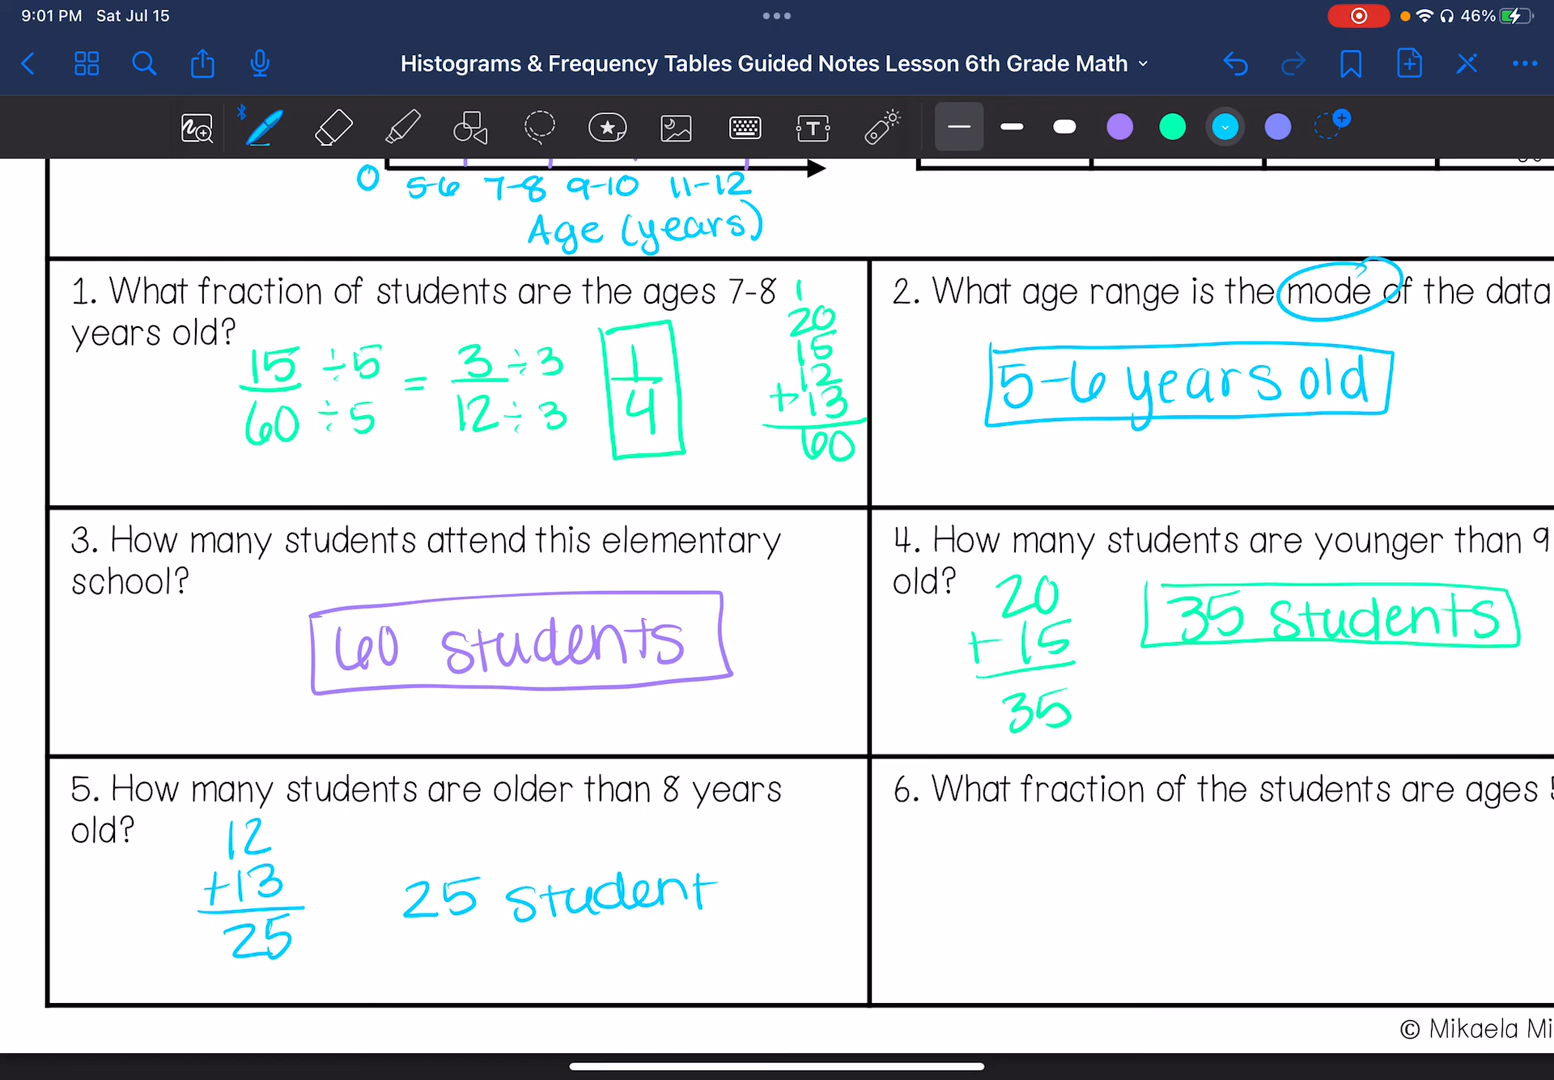 9:01 PM Sat Jul 15
46%
Histograms & Frequency Tables Guided Notes Lesson 6th Grade Math
T
0 5-6 7-8 9-10 11-12
Age (years)
1. What fraction of students are the ages 7-8
years old?
15 ÷5 = 3 ÷3 1
60 ÷5 12 ÷3 4
1
20
15
12
+13
60
2. What age range is the mode of the data
5-6 years old
3. How many students attend this elementary
school?
60 students
4. How many students are younger than 9
old?
20
+15
35
35 students
5. How many students are older than 8 years
old?
12
+13
25
25 student
6. What fraction of the students are ages
© Mikaela Mi